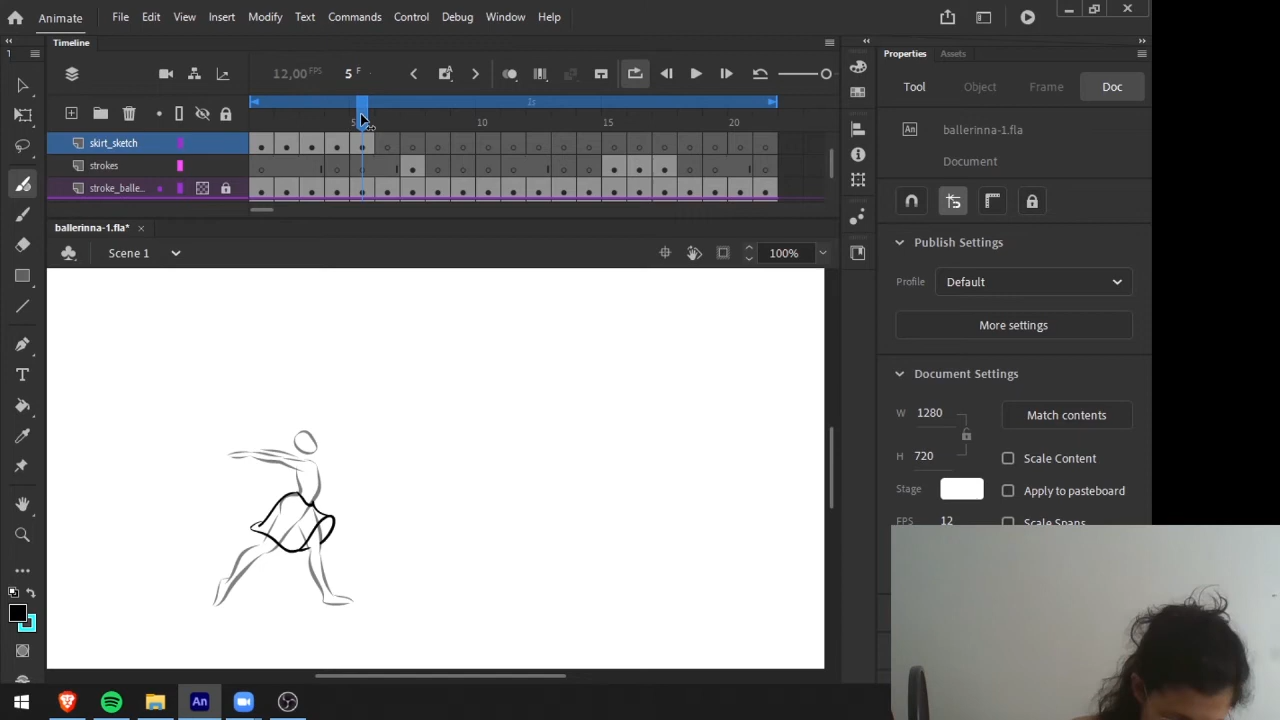 Animate File Edit View Insert Modify Text Commands Control Debug Window Help
Timeline
12,00 FPS 5 F
1s
5 10 15 20
skirt_sketch
strokes
stroke_balle...
ballerinna-1.fla*
Scene 1
100%
Properties Assets
Tool Object Frame Doc
An ballerinna-1.fla
Document
Publish Settings
Profile Default
More settings
Document Settings
W 1280 Match contents
H 720 Scale Content
Stage Apply to pasteboard
FPS 12 Scale Spans
An